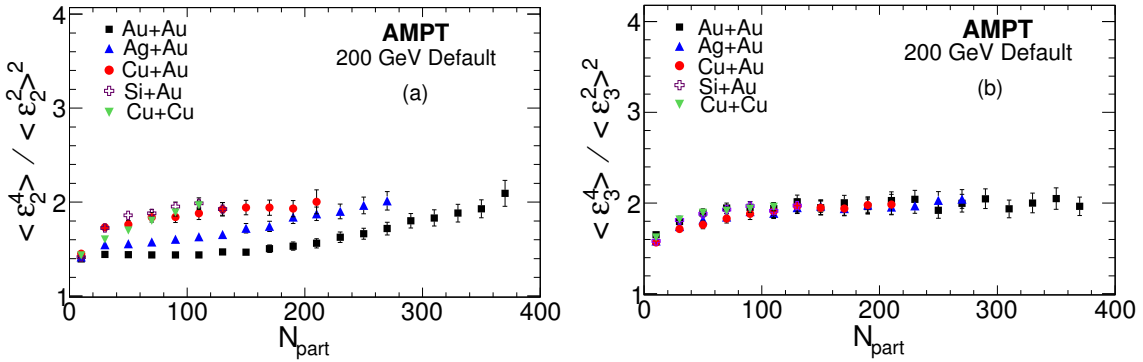 < ε₂⁴ > / < ε₂² >²
4
3
2
1
Au+Au
Ag+Au
Cu+Au
Si+Au
Cu+Cu
AMPT
200 GeV Default
(a)
0 100 200 300 400
N_part
< ε₃⁴ > / < ε₃² >²
4
3
2
1
Au+Au
Ag+Au
Cu+Au
Si+Au
Cu+Cu
AMPT
200 GeV Default
(b)
0 100 200 300 400
N_part